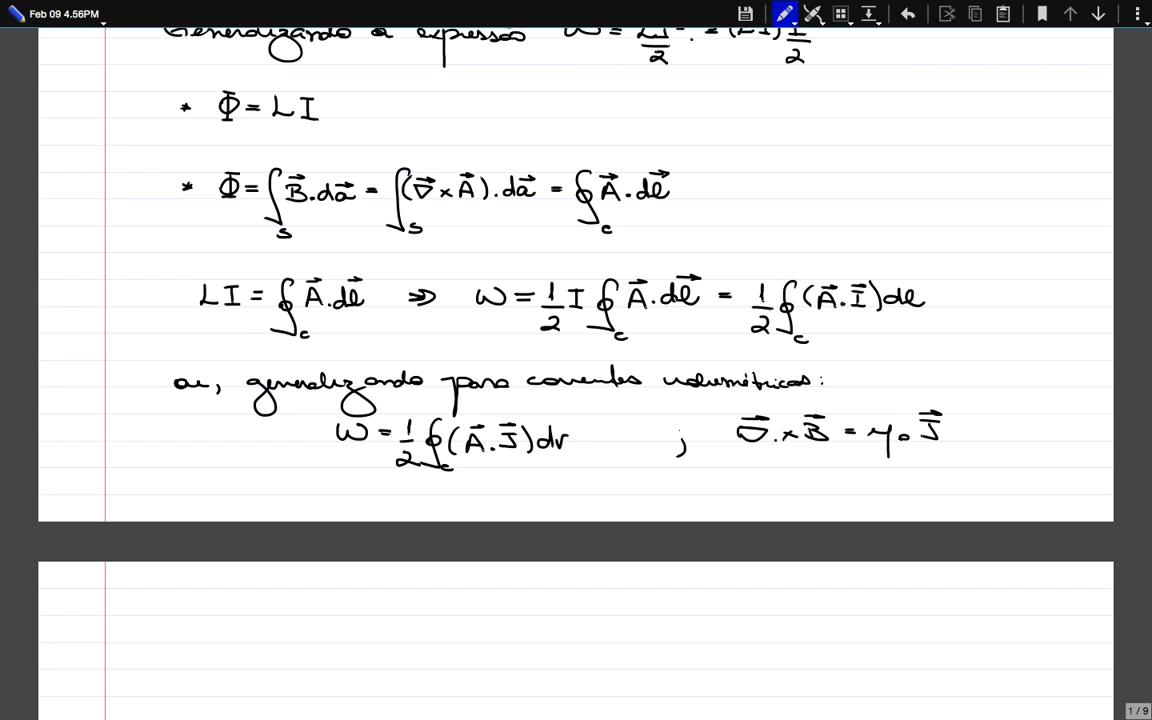 Feb 09 4.56PM
Generalizando a expressão W = LI²/2 = (LI) I/2
* Φ = LI
* Φ = ∫_S B⃗.da⃗ = ∫_S (∇⃗ × A⃗).da⃗ = ∮_c A⃗.dl⃗
LI = ∮_c A⃗.dl⃗ ⇒ W = 1/2 I ∮_c A⃗.dl⃗ = 1/2 ∮_c (A⃗.I⃗)dl
ou, generalizando para correntes volumétricas:
W = 1/2 ∮_c (A⃗.J⃗)dv ; ∇⃗ × B⃗ = μ₀ J⃗
1 / 9